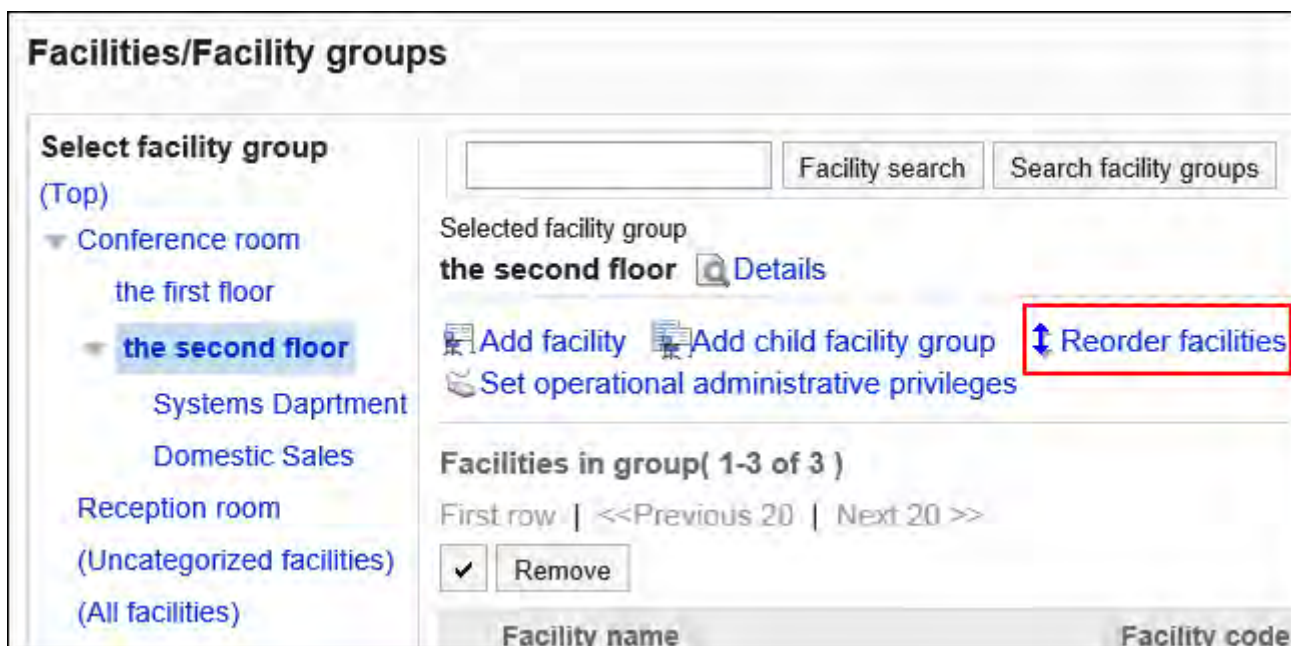 Facilities/Facility groups
Select facility group
(Top)
Conference room
the first floor
the second floor
Systems Daprtment
Domestic Sales
Reception room
(Uncategorized facilities)
(All facilities)
Facility search Search facility groups
Selected facility group
the second floor Details
Add facility Add child facility group Reorder facilities
Set operational administrative privileges
Facilities in group( 1-3 of 3 )
First row | <<Previous 20 | Next 20 >>
Remove
Facility name Facility code